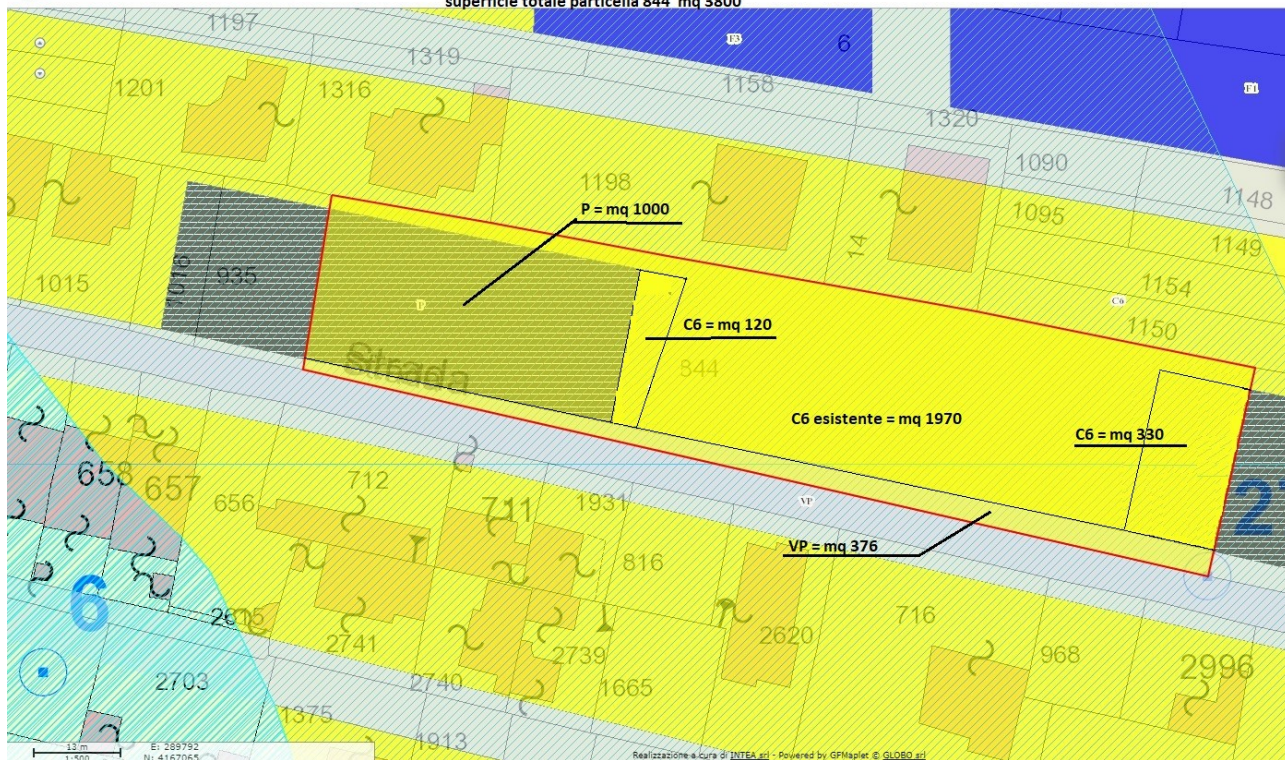 superficie totale particella 844 mq 3800
1197
F3
6
1319
1158
F1
1201
1316
1320
1090
1198
1148
P = mq 1000
1095
1149
14
1016
935
1015
1154
C6
1150
C6 = mq 120
Strada
844
C6 esistente = mq 1970
C6 = mq 330
658
657
656
712
711
1931
VP
2
VP = mq 376
816
6
2741
2739
2620
716
968
2996
2703
2740
1665
1375
1913
13 m
1:500
E: 289792
N: 4167065
Realizzazione a cura di INTEA srl - Powered by GFMaplet © GLOBO srl